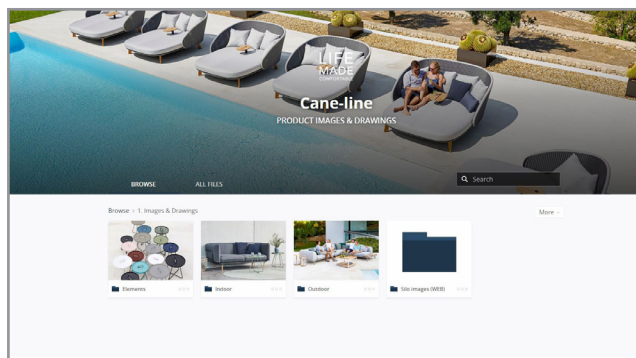 LIFE
MADE
COMFORTABLE
Cane-line
PRODUCT IMAGES & DRAWINGS
BROWSE
ALL FILES
Search
Browse > 1. Images & Drawings
More
Elements
Indoor
Outdoor
Silo images (WEB)